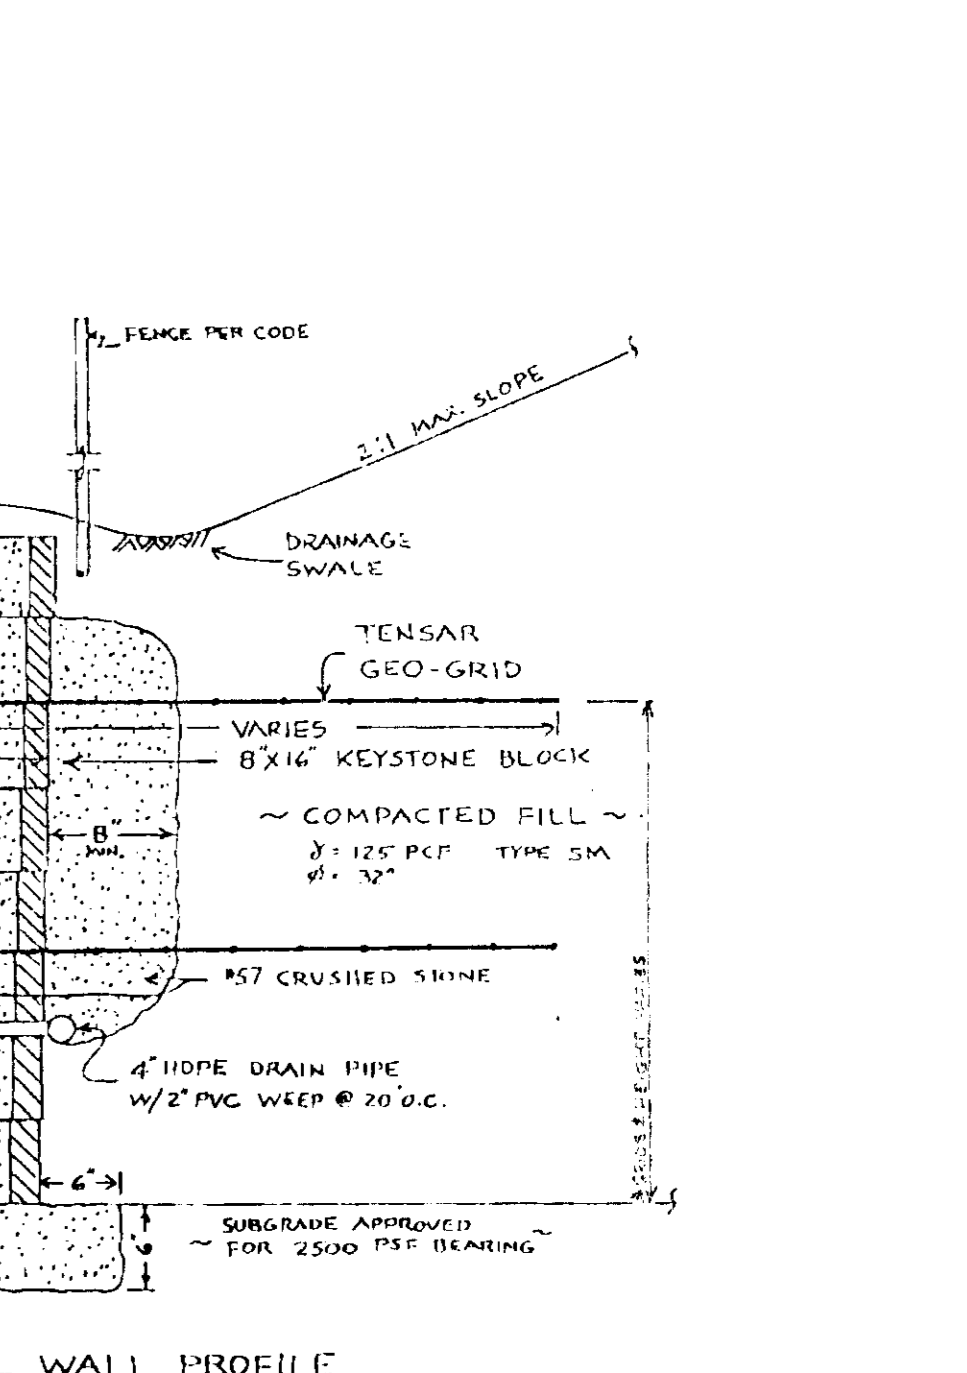 FENCE PER CODE
2:1 MAX. SLOPE
DRAINAGE
SWALE
TENSAR
GEO-GRID
VARIES
8"X16" KEYSTONE BLOCK
~ COMPACTED FILL ~
γ = 125 PCF TYPE SM
8"
MIN.
φ = 32°
#57 CRUSHED STONE
4" HDPE DRAIN PIPE
W/2" PVC WEEP @ 20' O.C.
6"
6"
SUBGRADE APPROVED
~ FOR 2500 PSF BEARING ~
WALL PROFILE